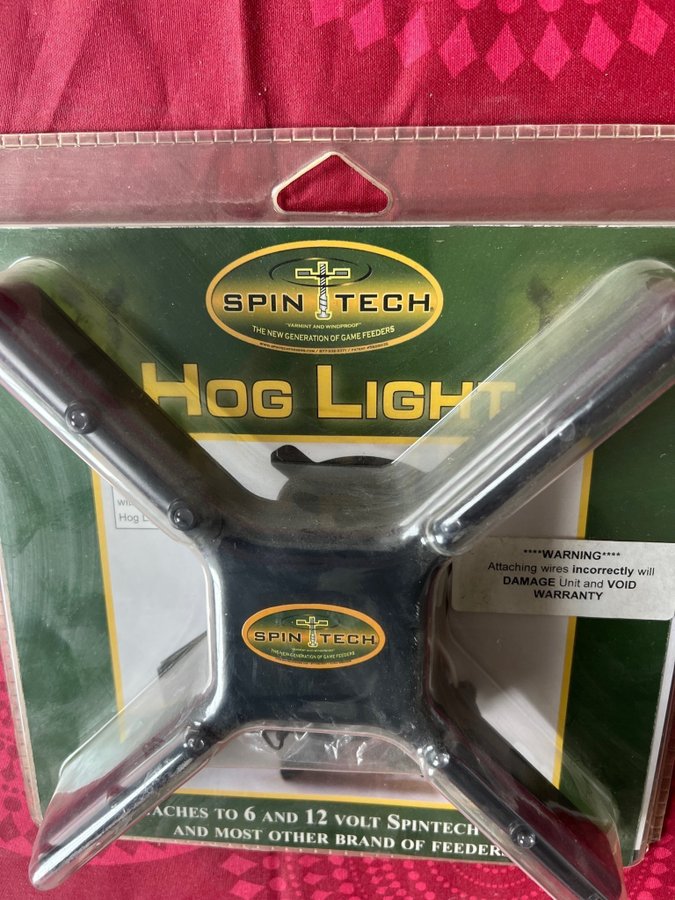 SPIN TECH
"VARMINT AND WINDPROOF"
THE NEW GENERATION OF GAME FEEDERS
HOG LIGHT
Hog L
****WARNING****
Attaching wires incorrectly will
DAMAGE Unit and VOID
WARRANTY
SPIN TECH
THE NEW GENERATION OF GAME FEEDERS
TACHES TO 6 AND 12 VOLT SPINTECH
AND MOST OTHER BRAND OF FEEDERS